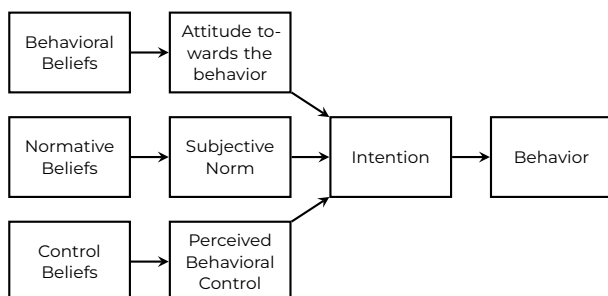 Behavioral
Beliefs
Attitude to-
wards the
behavior
Normative
Beliefs
Subjective
Norm
Intention
Behavior
Control
Beliefs
Perceived
Behavioral
Control